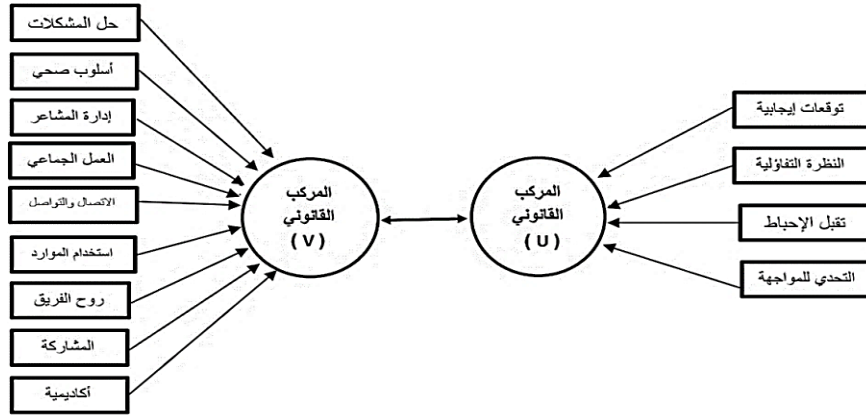 حل المشكلات
أسلوب صحي
إدارة المشاعر
العمل الجماعي
الاتصال والتواصل
استخدام الموارد
روح الفريق
المشاركة
أكاديمية
المركب
القانوني
( V )
المركب
القانوني
( U )
توقعات إيجابية
النظرة التفاؤلية
تقبل الإحباط
التحدي للمواجهة